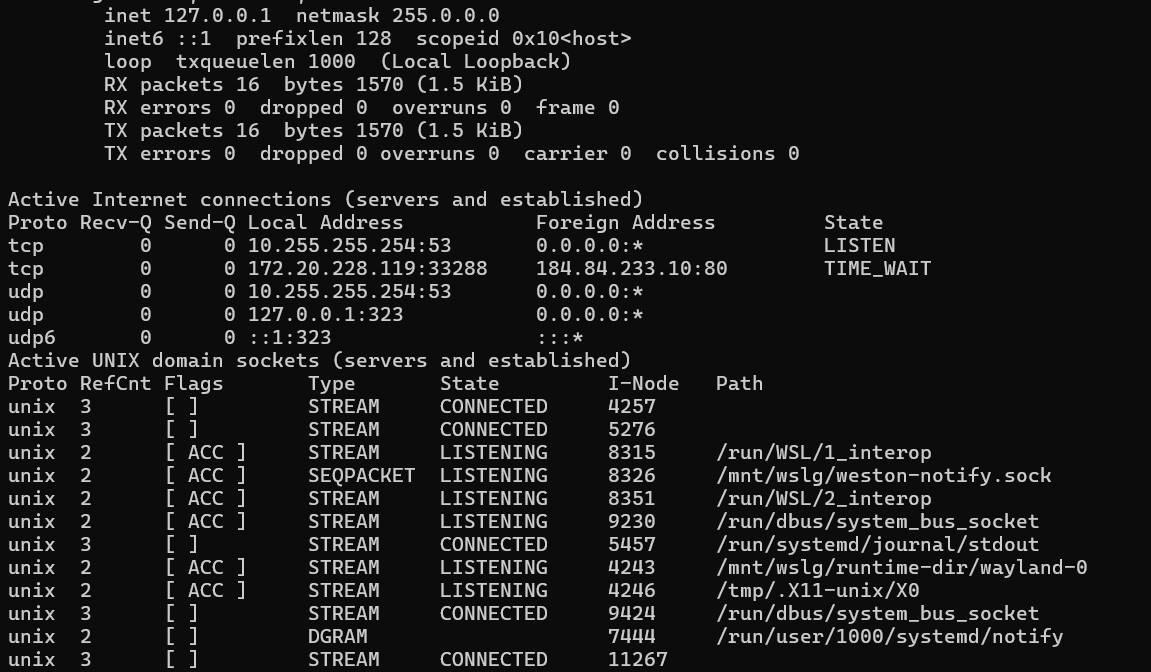 inet 127.0.0.1  netmask 255.0.0.0
inet6 ::1  prefixlen 128  scopeid 0x10<host>
loop  txqueuelen 1000  (Local Loopback)
RX packets 16  bytes 1570 (1.5 KiB)
RX errors 0  dropped 0  overruns 0  frame 0
TX packets 16  bytes 1570 (1.5 KiB)
TX errors 0  dropped 0 overruns 0  carrier 0  collisions 0

Active Internet connections (servers and established)
Proto Recv-Q Send-Q Local Address           Foreign Address         State
tcp        0      0 10.255.255.254:53       0.0.0.0:*               LISTEN
tcp        0      0 172.20.228.119:33288    184.84.233.10:80        TIME_WAIT
udp        0      0 10.255.255.254:53       0.0.0.0:*
udp        0      0 127.0.0.1:323           0.0.0.0:*
udp6       0      0 ::1:323                 :::*
Active UNIX domain sockets (servers and established)
Proto RefCnt Flags       Type       State         I-Node   Path
unix  3      [ ]         STREAM     CONNECTED     4257
unix  3      [ ]         STREAM     CONNECTED     5276
unix  2      [ ACC ]     STREAM     LISTENING     8315     /run/WSL/1_interop
unix  2      [ ACC ]     SEQPACKET  LISTENING     8326     /mnt/wslg/weston-notify.sock
unix  2      [ ACC ]     STREAM     LISTENING     8351     /run/WSL/2_interop
unix  2      [ ACC ]     STREAM     LISTENING     9230     /run/dbus/system_bus_socket
unix  3      [ ]         STREAM     CONNECTED     5457     /run/systemd/journal/stdout
unix  2      [ ACC ]     STREAM     LISTENING     4243     /mnt/wslg/runtime-dir/wayland-0
unix  2      [ ACC ]     STREAM     LISTENING     4246     /tmp/.X11-unix/X0
unix  3      [ ]         STREAM     CONNECTED     9424     /run/dbus/system_bus_socket
unix  2      [ ]         DGRAM                    7444     /run/user/1000/systemd/notify
unix  3      [ ]         STREAM     CONNECTED     11267